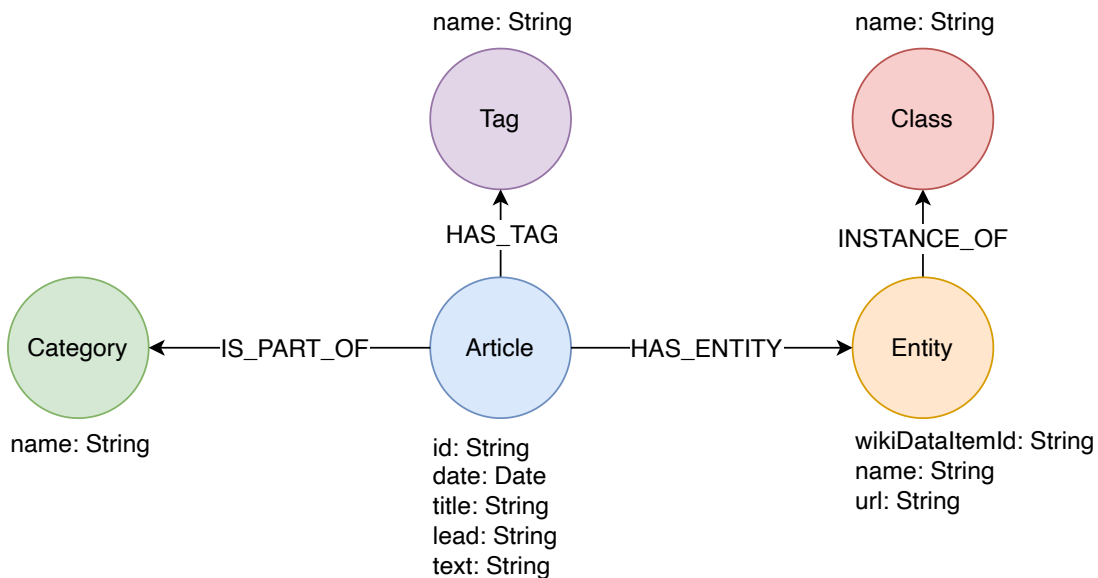 name: String
name: String
Tag
Class
HAS_TAG
INSTANCE_OF
Category
IS_PART_OF
Article
HAS_ENTITY
Entity
name: String
id: String
date: Date
title: String
lead: String
text: String
wikiDataItemId: String
name: String
url: String